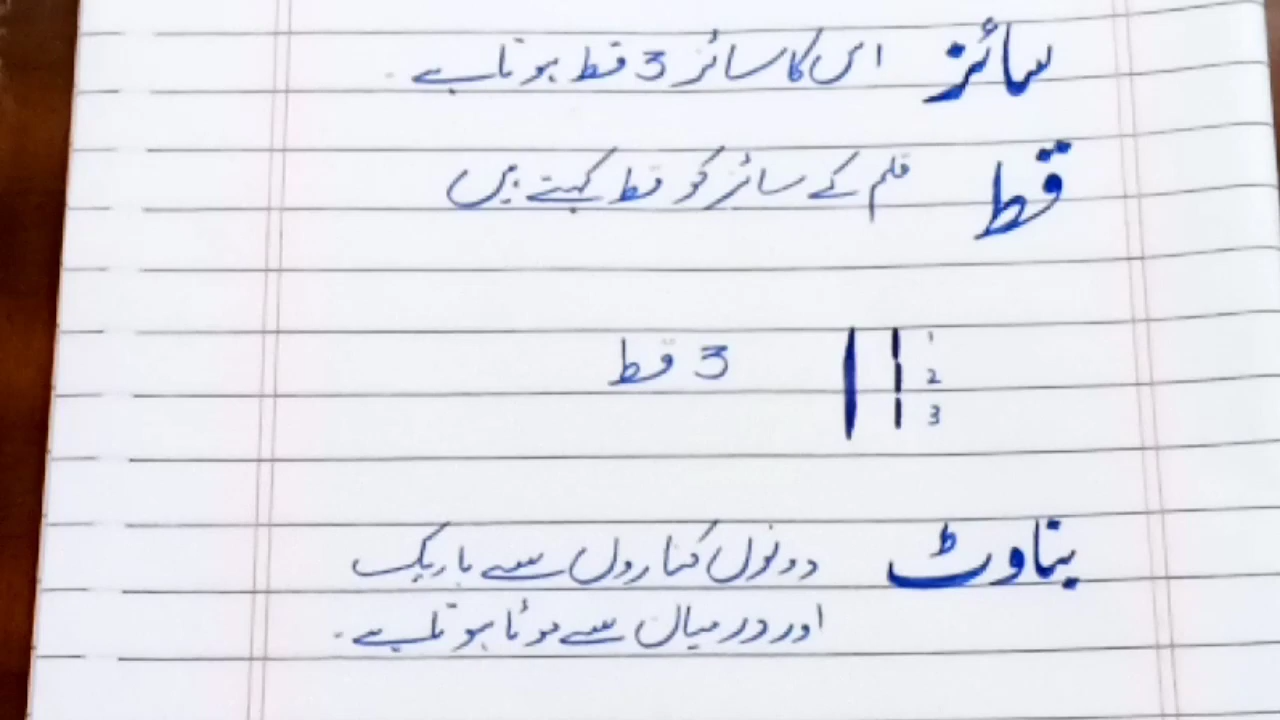 سائز اس کا سائز 3 قط ہوتا ہے۔
قط قلم کے سائز کو قط کہتے ہیں
3 قط
1
2
3
بناوٹ دونوں کناروں سے باریک
اور درمیان سے موٹا ہوتا ہے۔